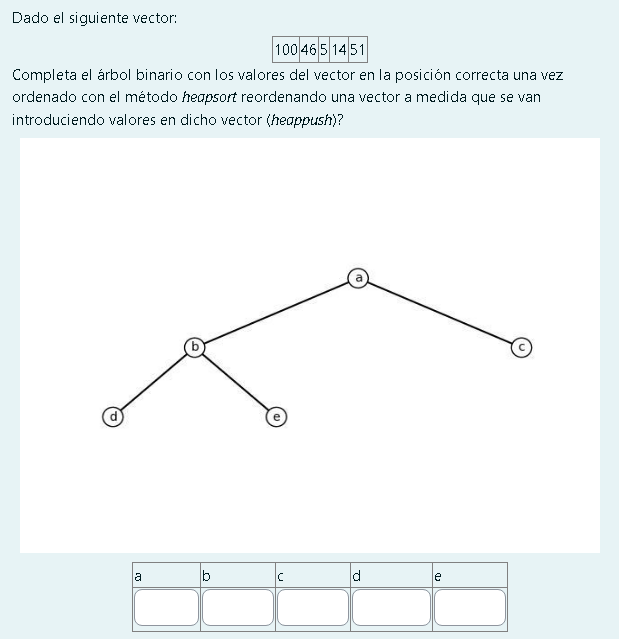 Dado el siguiente vector:
100 46 5 14 51
Completa el árbol binario con los valores del vector en la posición correcta una vez
ordenado con el método heapsort reordenando una vector a medida que se van
introduciendo valores en dicho vector (heappush)?
a
b
c
d
e
a b c d e